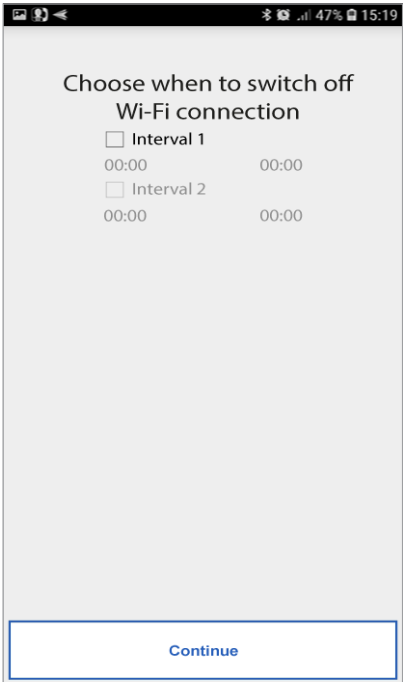 47% 15:19
Choose when to switch off
Wi-Fi connection
Interval 1
00:00 00:00
Interval 2
00:00 00:00
Continue